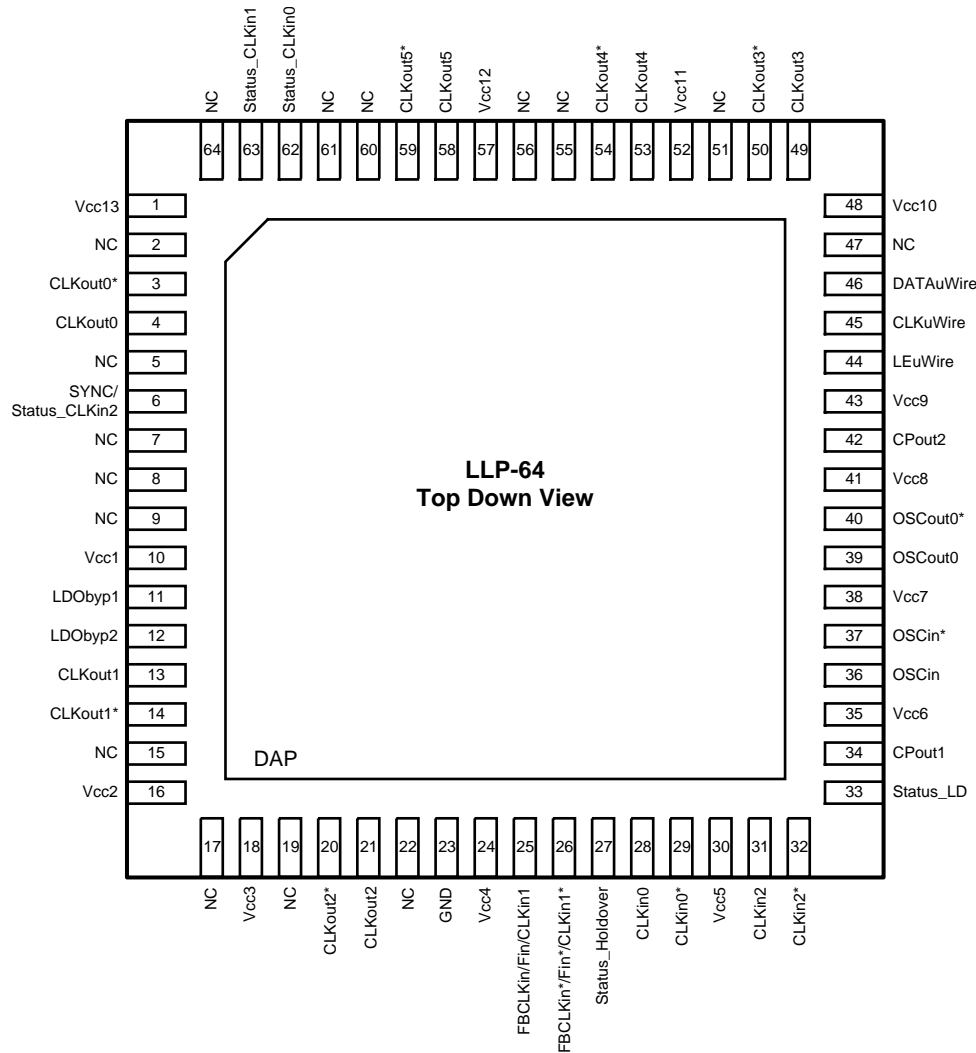 NC
Status_CLKin1
Status_CLKin0
NC
NC
CLKout5*
CLKout5
Vcc12
NC
NC
CLKout4*
CLKout4
Vcc11
NC
CLKout3*
CLKout3
64 63 62 61 60 59 58 57 56 55 54 53 52 51 50 49
Vcc13 1
NC 2
CLKout0* 3
CLKout0 4
NC 5
SYNC/
Status_CLKin2 6
NC 7
NC 8
NC 9
Vcc1 10
LDObyp1 11
LDObyp2 12
CLKout1 13
CLKout1* 14
NC 15
Vcc2 16
LLP-64
Top Down View
DAP
48 Vcc10
47 NC
46 DATAuWire
45 CLKuWire
44 LEuWire
43 Vcc9
42 CPout2
41 Vcc8
40 OSCout0*
39 OSCout0
38 Vcc7
37 OSCin*
36 OSCin
35 Vcc6
34 CPout1
33 Status_LD
17 18 19 20 21 22 23 24 25 26 27 28 29 30 31 32
NC
Vcc3
NC
CLKout2*
CLKout2
NC
GND
Vcc4
FBCLKin/Fin/CLKin1
FBCLKin*/Fin*/CLKin1*
Status_Holdover
CLKin0
CLKin0*
Vcc5
CLKin2
CLKin2*